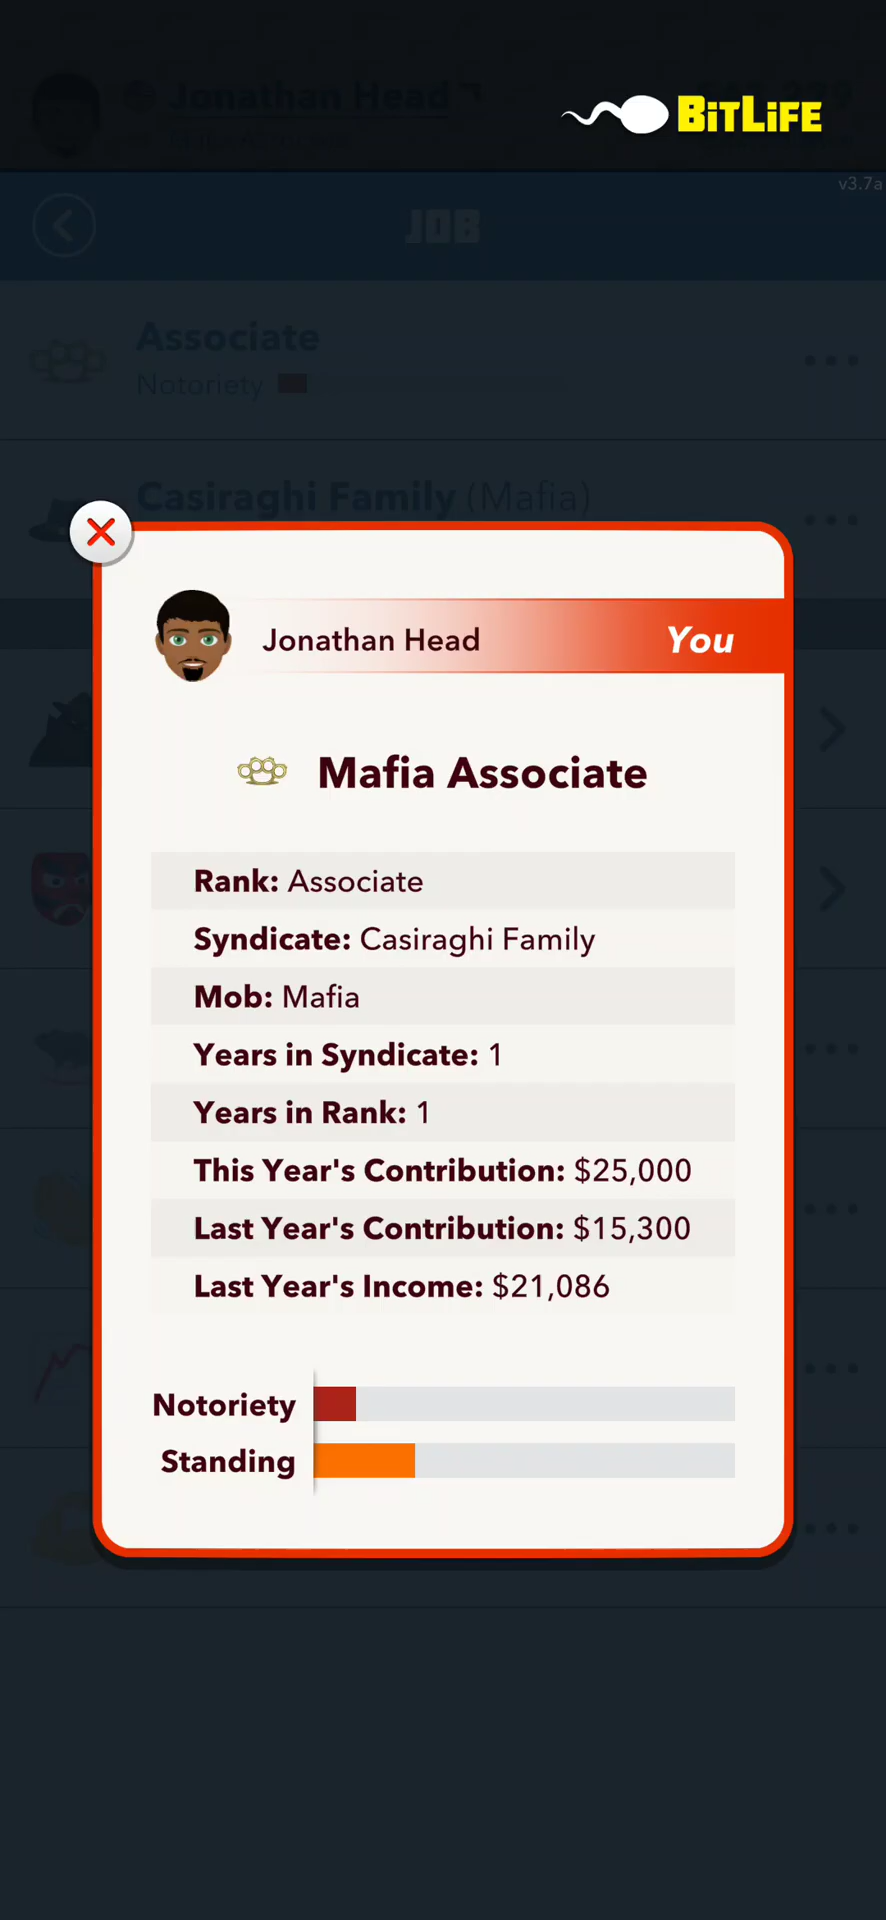 Jonathan Head
BitLife
v3.7a
JOB
Associate
Notoriety
Casiraghi Family (Mafia)
Jonathan Head
You
Mafia Associate
Rank: Associate
Syndicate: Casiraghi Family
Mob: Mafia
Years in Syndicate: 1
Years in Rank: 1
This Year's Contribution: $25,000
Last Year's Contribution: $15,300
Last Year's Income: $21,086
Notoriety
Standing